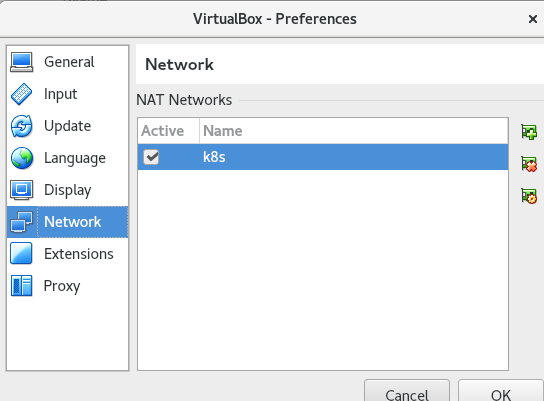 VirtualBox - Preferences
General
Input
Update
Language
Display
Network
Extensions
Proxy
Network
NAT Networks
Active Name
k8s
Cancel OK